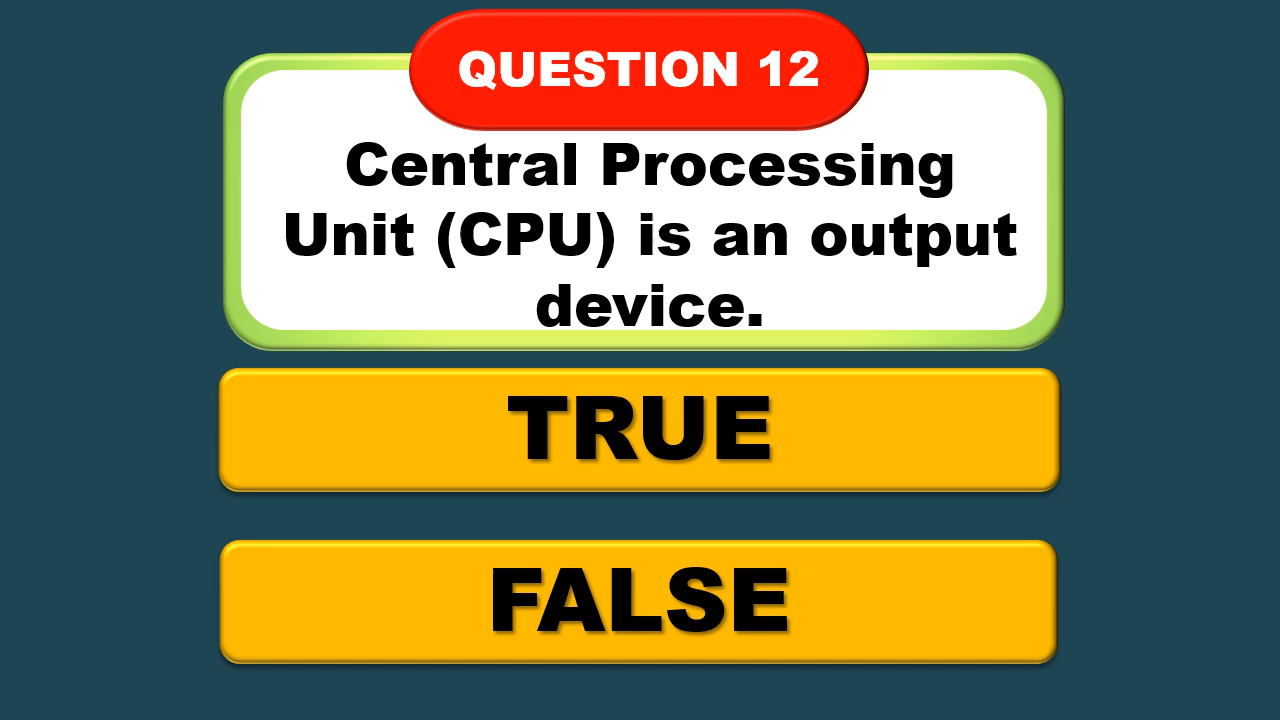 QUESTION 12
Central Processing
Unit (CPU) is an output
device.
TRUE
FALSE